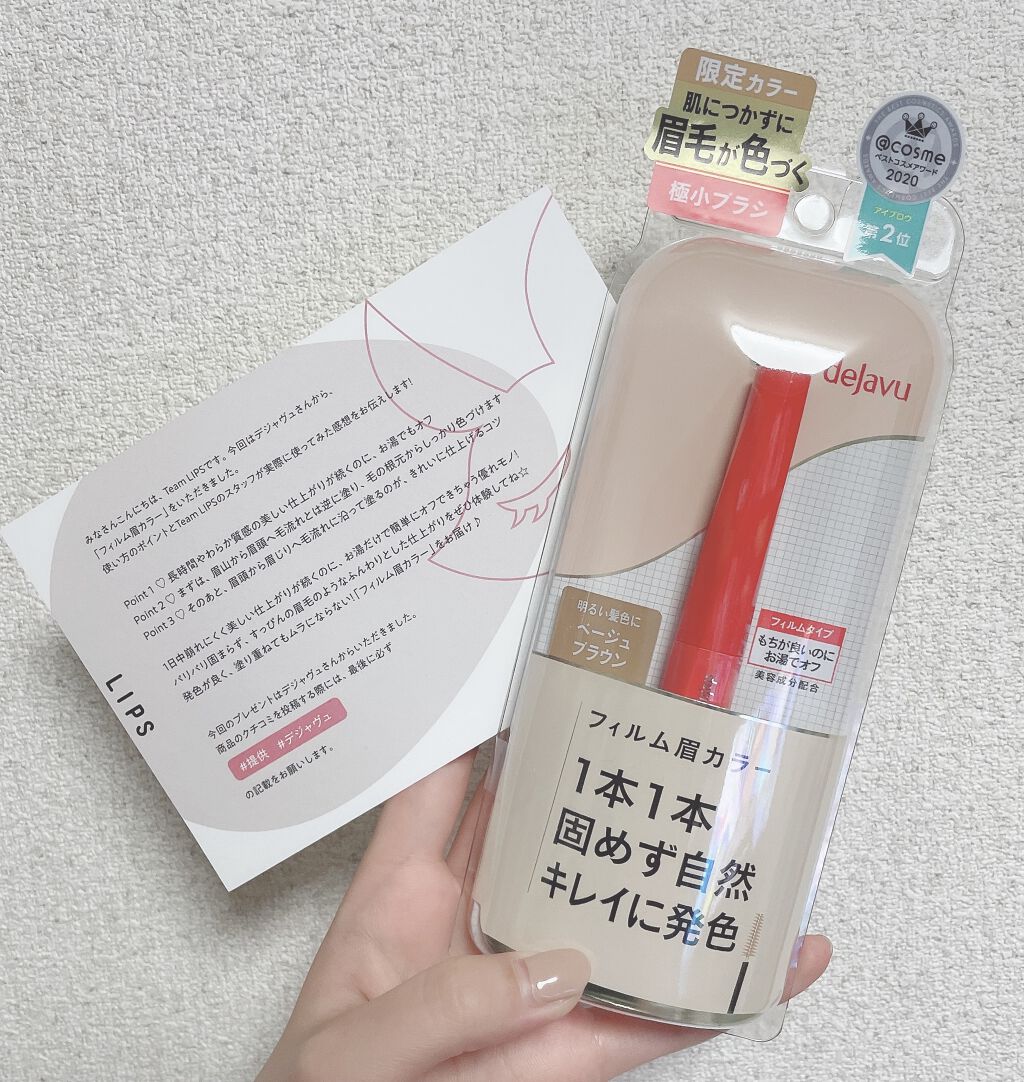 みなさんこんにちは、Team LIPSです。今回はデジャヴュさんから、
「フィルム眉カラー」をいただきました。
使い方のポイントとTeam LIPSのスタッフが実際に使ってみた感想をお伝えします!
Point 1 ♡ 長時間やわらか質感の美しい仕上がりが続くのに、お湯でもオフ
Point 2 ♡ まずは、眉山から眉頭へ毛流れとは逆に塗り、毛の根元からしっかり色づけます
Point 3 ♡ そのあと、眉頭から眉じりへ毛流れに沿って塗るのが、きれいに仕上げるコツ
1日中崩れにくく美しい仕上がりが続くのに、お湯だけで簡単にオフできちゃう優れモノ!
パリパリ固まらず、すっぴんの眉毛のようなふんわりとした仕上がりをぜひ体験してね☆
発色が良く、塗り重ねてもムラにならない!「フィルム眉カラー」をお届け♪
今回のプレゼントはデジャヴュさんからいただきました。
商品のクチコミを投稿する際には、最後に必ず
#提供 #デジャヴュ
の記載をお願いします。
LIPS
限定カラー
肌につかずに
眉毛が色づく
極小ブラシ
@cosme
ベストコスメアワード
2020
アイブロウ
第2位
dejavu
明るい髪色に
ベージュ
ブラウン
フィルムタイプ
もちが良いのに
お湯でオフ
美容成分配合
フィルム眉カラー
1本1本
固めず自然
キレイに発色